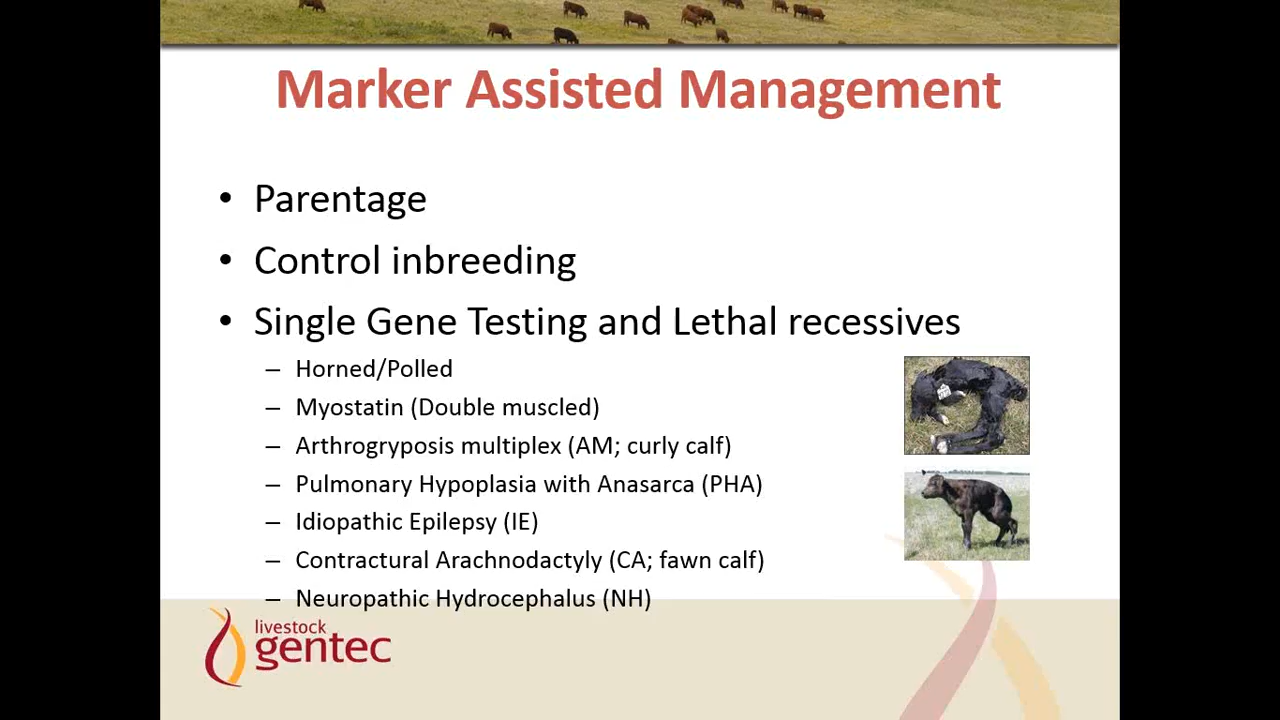 Marker Assisted Management
• Parentage
• Control inbreeding
• Single Gene Testing and Lethal recessives
– Horned/Polled
– Myostatin (Double muscled)
– Arthrogryposis multiplex (AM; curly calf)
– Pulmonary Hypoplasia with Anasarca (PHA)
– Idiopathic Epilepsy (IE)
– Contractural Arachnodactyly (CA; fawn calf)
– Neuropathic Hydrocephalus (NH)
livestock
gentec